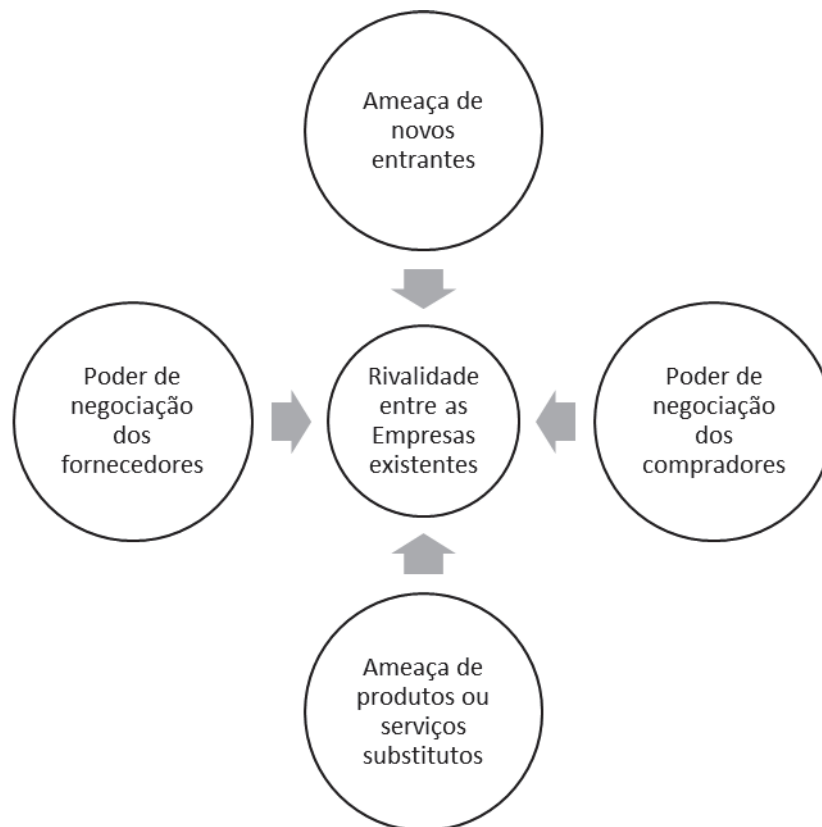 Ameaça de
novos
entrantes
Poder de
negociação
dos
fornecedores
Rivalidade
entre as
Empresas
existentes
Poder de
negociação
dos
compradores
Ameaça de
produtos ou
serviços
substitutos